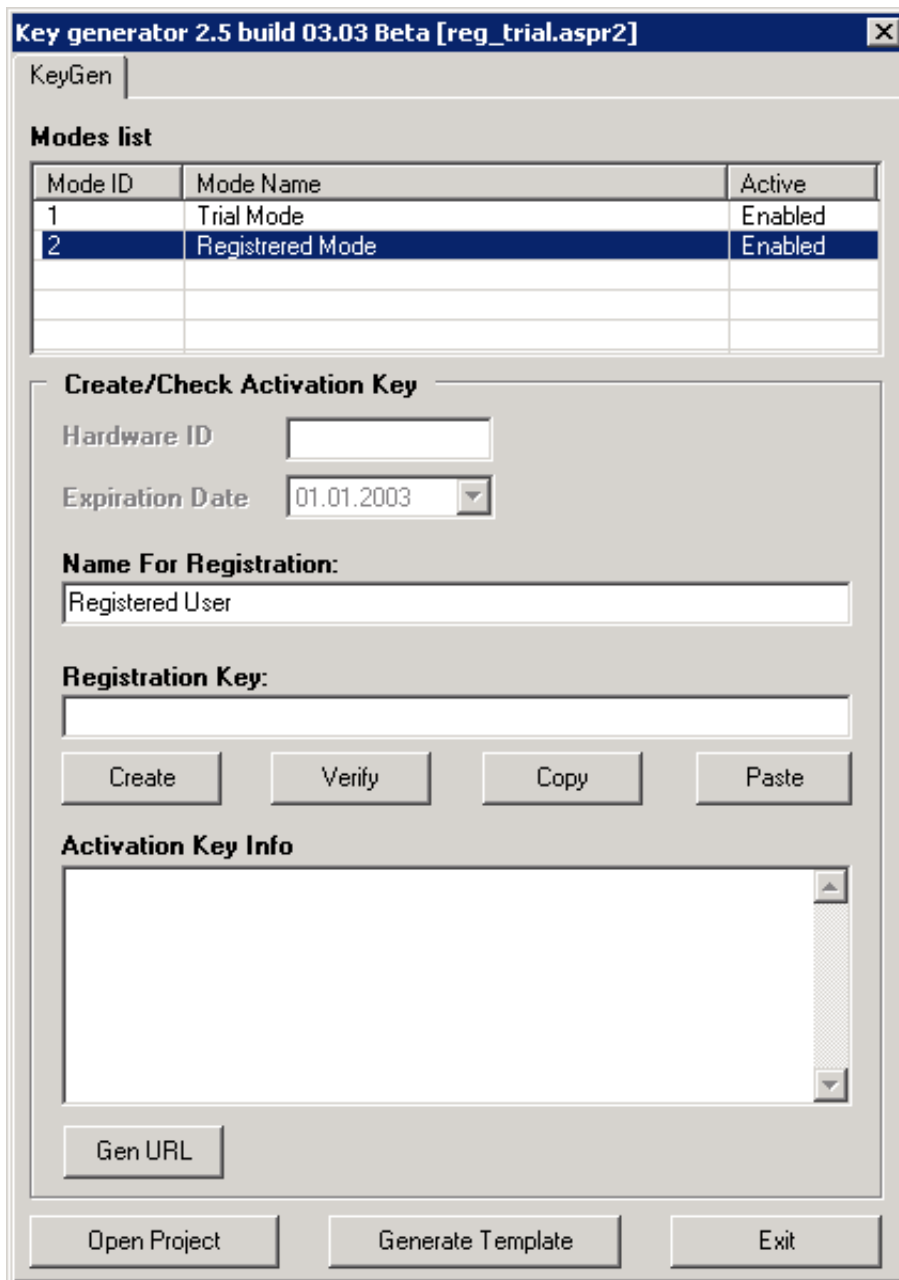 Key generator 2.5 build 03.03 Beta [reg_trial.aspr2]
KeyGen
Modes list
Mode ID Mode Name Active
1 Trial Mode Enabled
2 Registrered Mode Enabled
Create/Check Activation Key
Hardware ID
Expiration Date 01.01.2003
Name For Registration:
Registered User
Registration Key:
Create Verify Copy Paste
Activation Key Info
Gen URL
Open Project Generate Template Exit